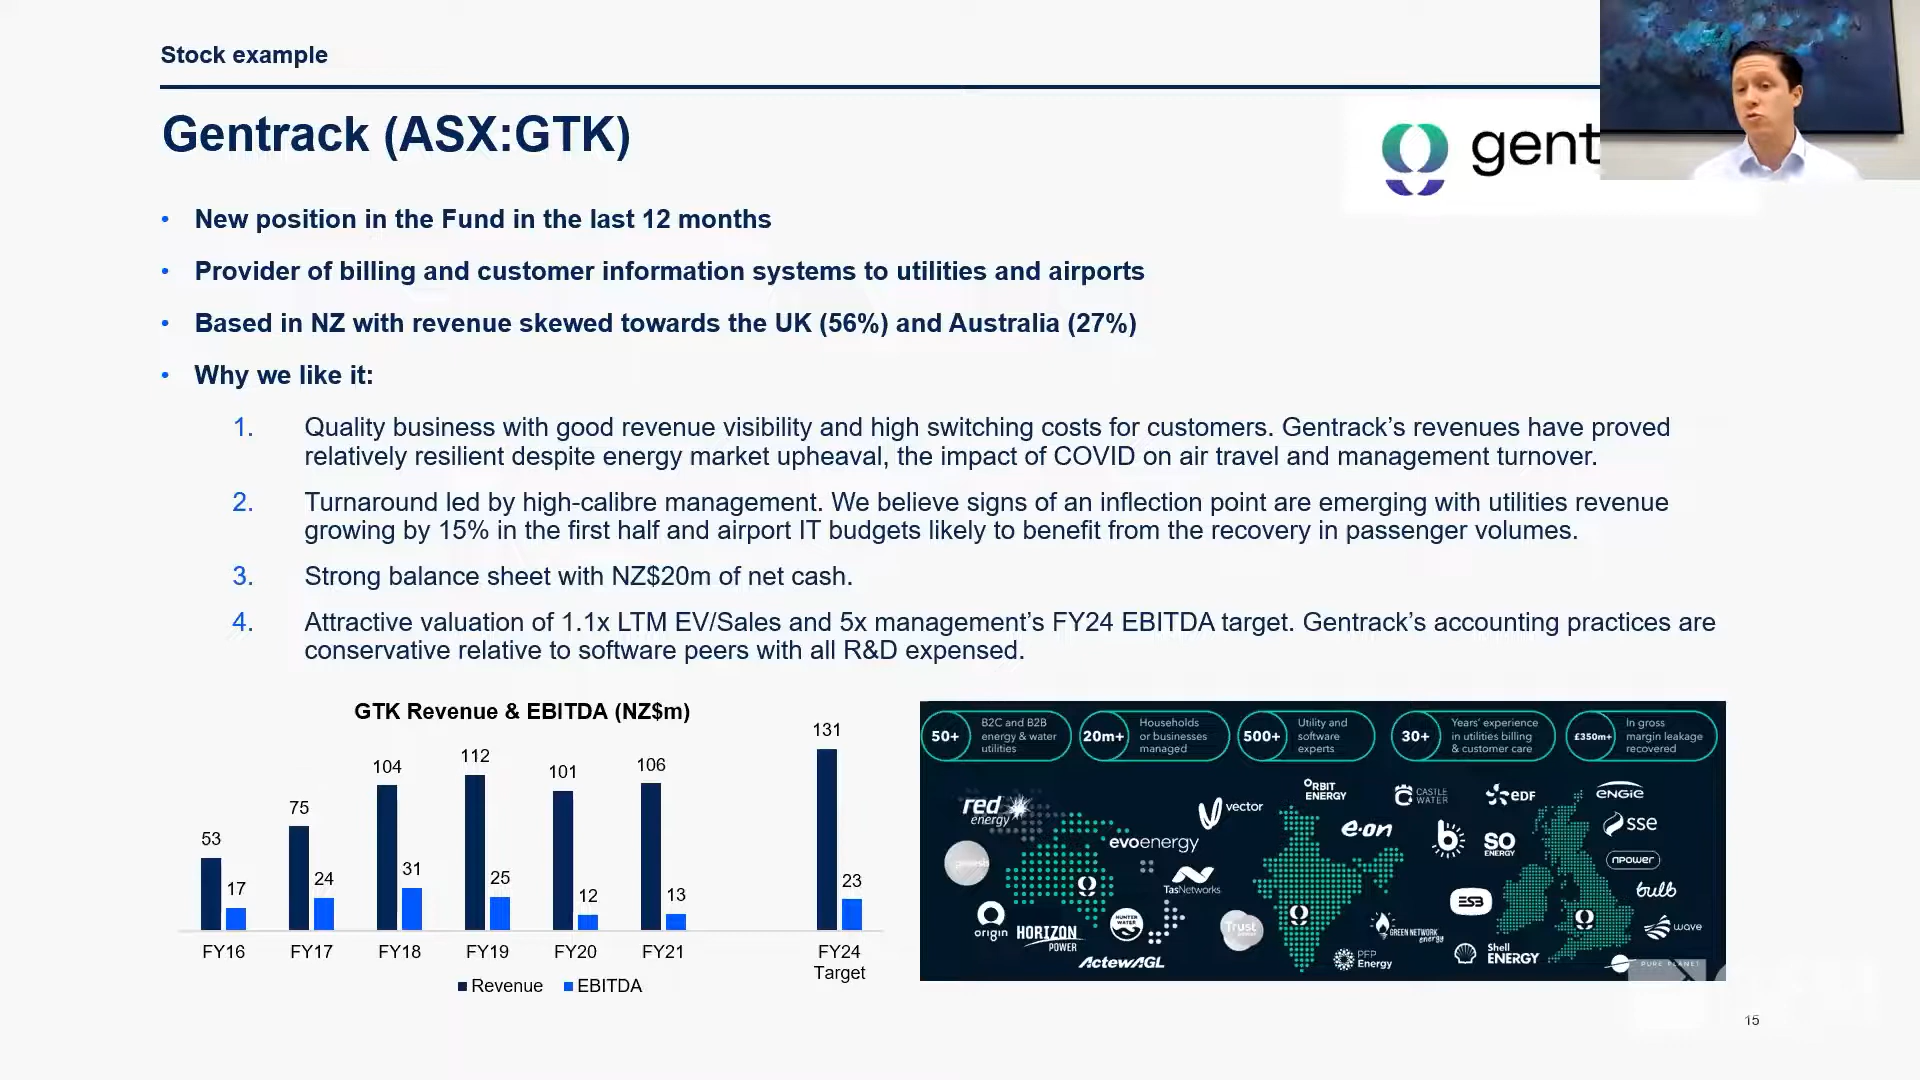 Stock example
Gentrack (ASX:GTK)
gent
• New position in the Fund in the last 12 months
• Provider of billing and customer information systems to utilities and airports
• Based in NZ with revenue skewed towards the UK (56%) and Australia (27%)
• Why we like it:
1. Quality business with good revenue visibility and high switching costs for customers. Gentrack’s revenues have proved
relatively resilient despite energy market upheaval, the impact of COVID on air travel and management turnover.
2. Turnaround led by high-calibre management. We believe signs of an inflection point are emerging with utilities revenue
growing by 15% in the first half and airport IT budgets likely to benefit from the recovery in passenger volumes.
3. Strong balance sheet with NZ$20m of net cash.
4. Attractive valuation of 1.1x LTM EV/Sales and 5x management’s FY24 EBITDA target. Gentrack’s accounting practices are
conservative relative to software peers with all R&D expensed.
GTK Revenue & EBITDA (NZ$m)
53 17 75 24 104 31 112 25 101 12 106 13 131 23
FY16 FY17 FY18 FY19 FY20 FY21 FY24
Target
Revenue EBITDA
50+ B2C and B2B
energy & water
utilities
20m+ Households
or businesses
managed
500+ Utility and
software
experts
30+ Years’ experience
in utilities billing
& customer care
£350m+ In gross
margin leakage
recovered
red
energy
vector
evoenergy
TasNetworks
origin
HORIZON
POWER
HUNTER
WATER
ActewAGL
Trust
ORBIT
ENERGY
CASTLE
WATER
eDF
ENGIE
e·on
b
SO
ENERGY
sse
npower
bulb
ESB
GREEN NETWORK
energy
PFP
Energy
Shell
ENERGY
wave
PURE PLANET
15